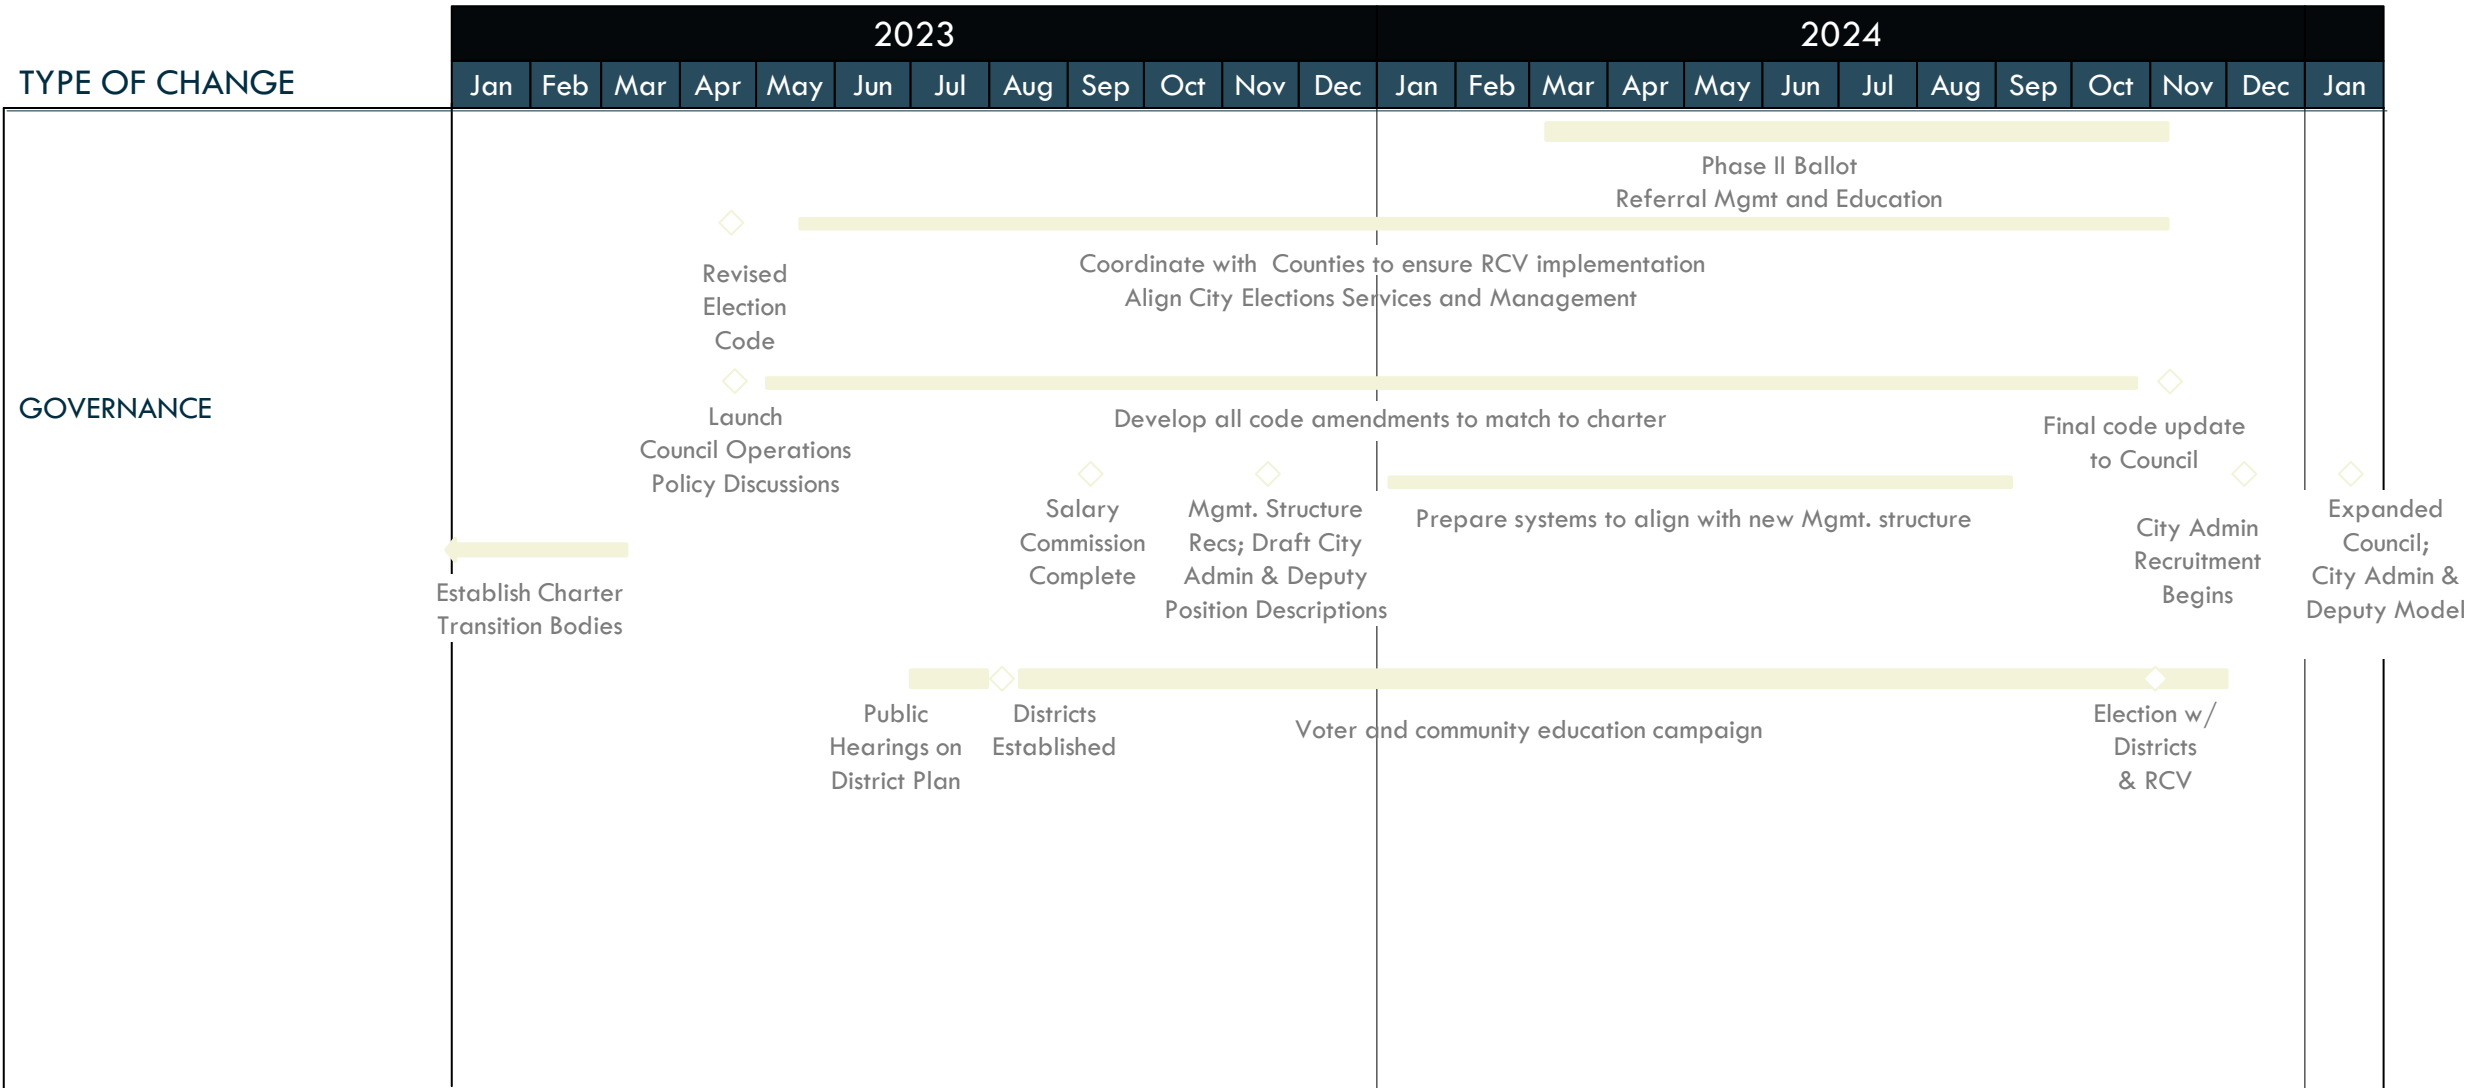 2023
2024
TYPE OF CHANGE
Jan Feb Mar Apr May Jun Jul Aug Sep Oct Nov Dec Jan Feb Mar Apr May Jun Jul Aug Sep Oct Nov Dec Jan
Phase II Ballot
Referral Mgmt and Education
Revised
Election
Code
Coordinate with Counties to ensure RCV implementation
Align City Elections Services and Management
GOVERNANCE
Launch
Council Operations
Policy Discussions
Develop all code amendments to match to charter
Final code update
to Council
Salary
Commission
Complete
Mgmt. Structure
Recs; Draft City
Admin & Deputy
Position Descriptions
Prepare systems to align with new Mgmt. structure
City Admin
Recruitment
Begins
Expanded
Council;
City Admin &
Deputy Model
Establish Charter
Transition Bodies
Public
Hearings on
District Plan
Districts
Established
Voter and community education campaign
Election w/
Districts
& RCV